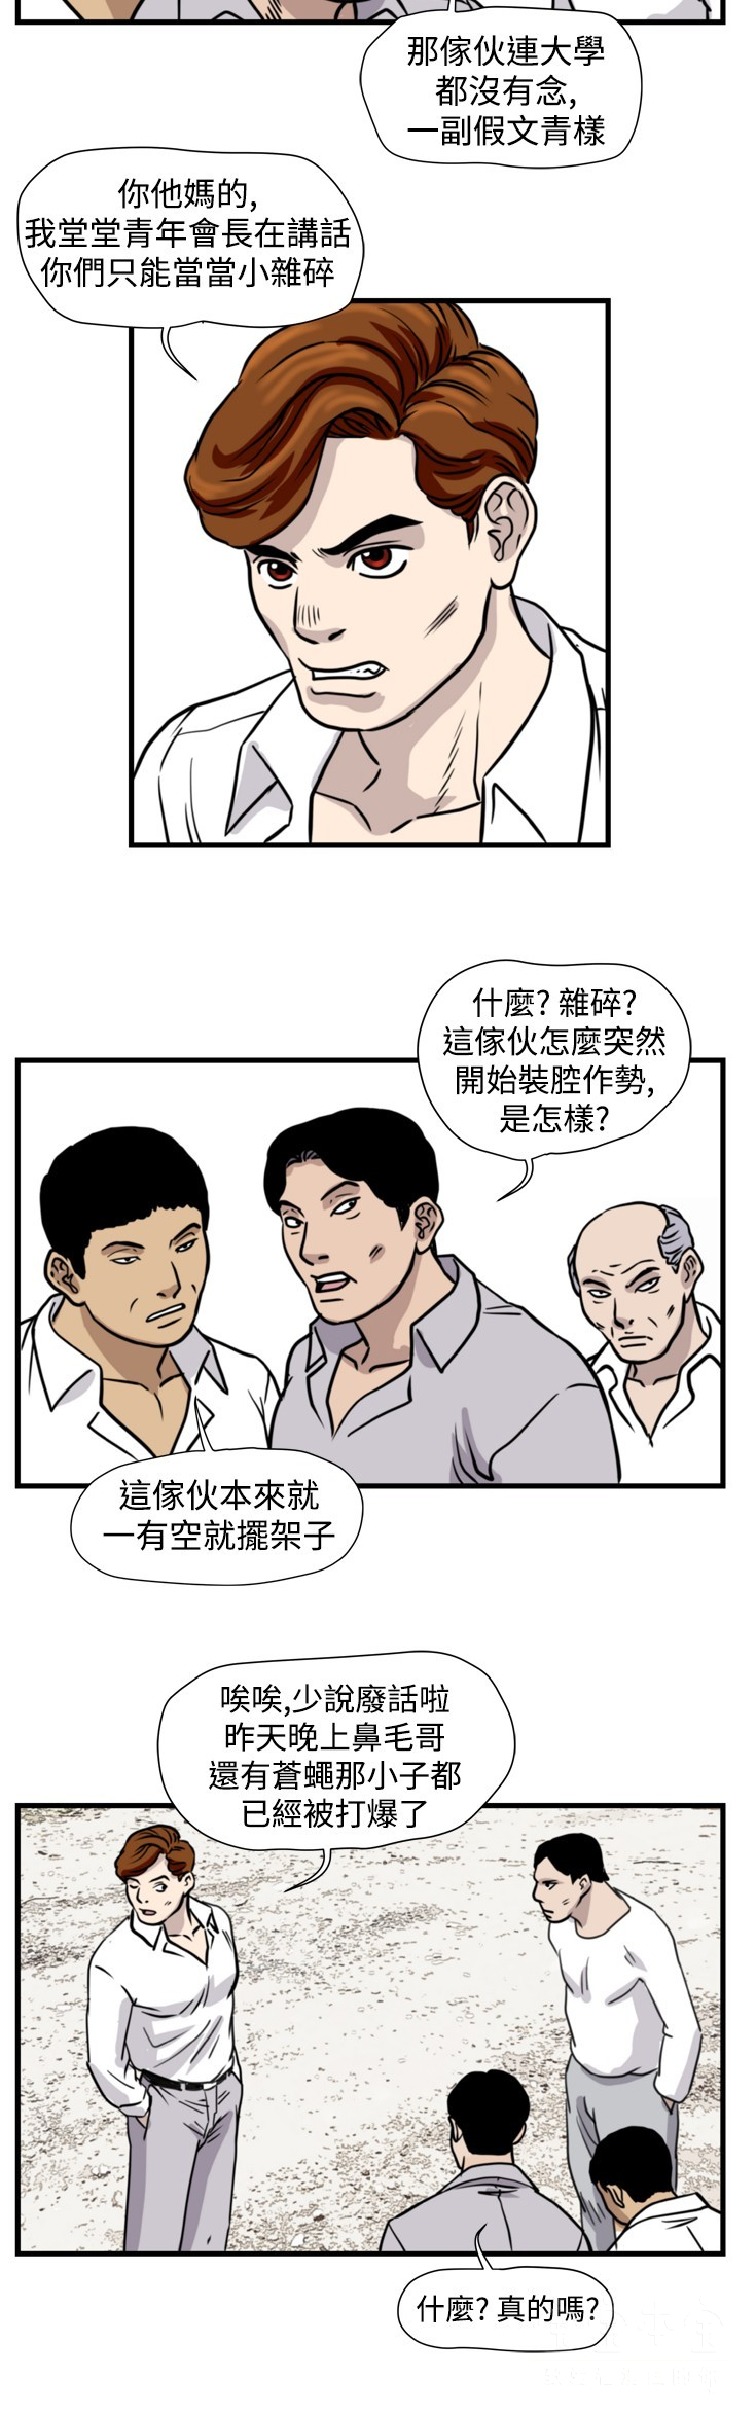 那傢伙連大學
都沒有念,
一副假文青樣
你他媽的,
我堂堂青年會長在講話
你們只能當當小雜碎
什麼? 雜碎?
這傢伙怎麼突然
開始裝腔作勢,
是怎樣?
這傢伙本來就
一有空就擺架子
唉唉,少說廢話啦
昨天晚上鼻毛哥
還有蒼蠅那小子都
已經被打爆了
什麼? 真的嗎?